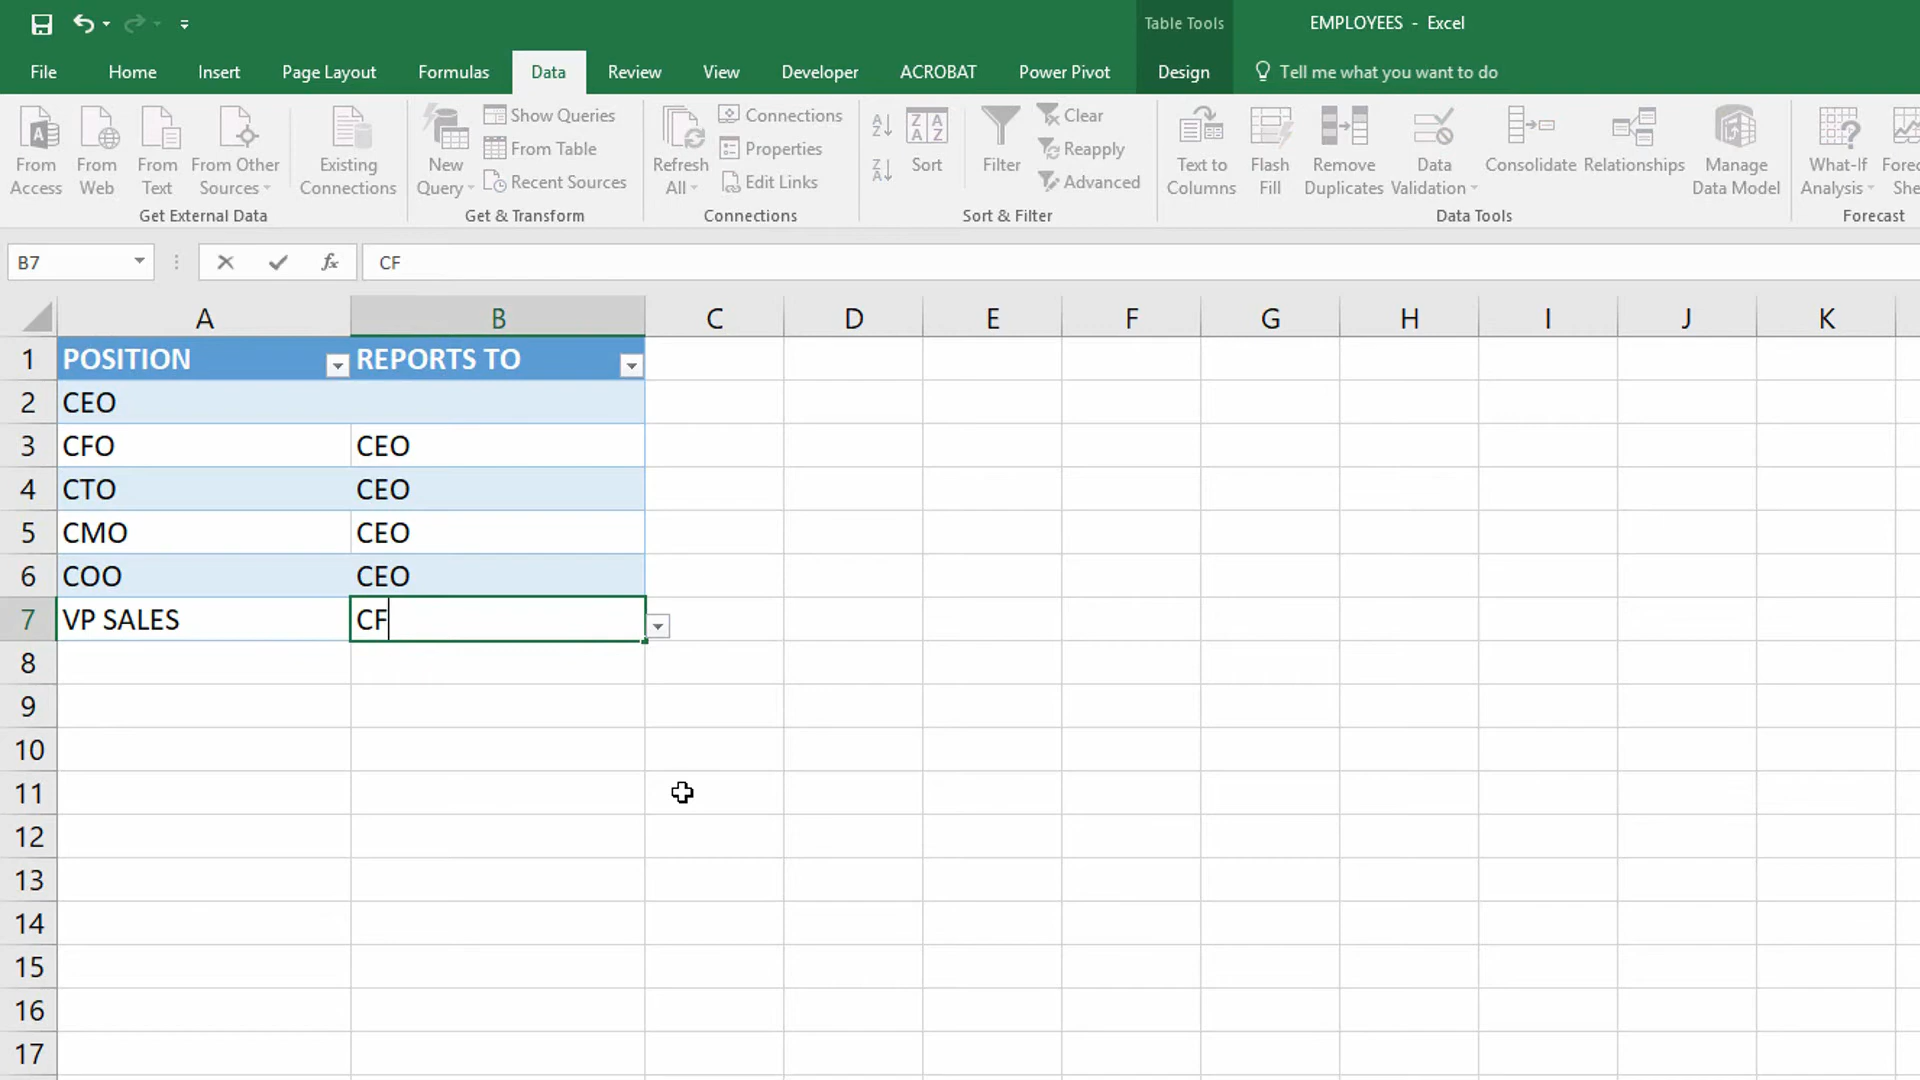 Table Tools
EMPLOYEES - Excel
File Home Insert Page Layout Formulas Data Review View Developer ACROBAT Power Pivot Design Tell me what you want to do
From Access
From Web
From Text
From Other Sources
Existing Connections
Get External Data
New Query
Show Queries
From Table
Recent Sources
Get & Transform
Refresh All
Connections
Properties
Edit Links
Connections
Sort
Filter
Clear
Reapply
Advanced
Sort & Filter
Text to Columns
Flash Fill
Remove Duplicates
Data Validation
Consolidate
Relationships
Manage Data Model
Data Tools
What-If Analysis
Forec
She
Forecast
B7 fx CF
A B C D E F G H I J K
1 POSITION REPORTS TO
2 CEO
3 CFO CEO
4 CTO CEO
5 CMO CEO
6 COO CEO
7 VP SALES CF
8
9
10
11
12
13
14
15
16
17